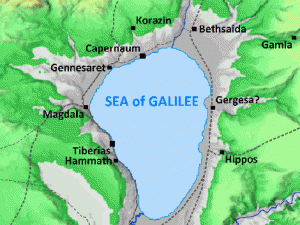 Korazin
Bethsaida
Gamla
Capernaum
Gennesaret
SEA of GALILEE
Gergesa?
Magdala
Tiberias
Hammath
Hippos